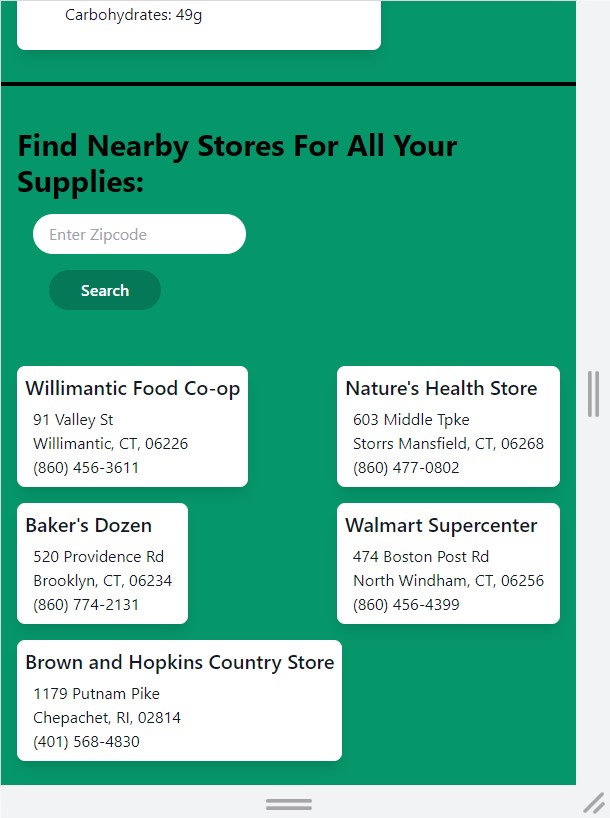 Carbohydrates: 49g
Find Nearby Stores For All Your
Supplies:
Enter Zipcode
Search
Willimantic Food Co-op
91 Valley St
Willimantic, CT, 06226
(860) 456-3611
Nature's Health Store
603 Middle Tpke
Storrs Mansfield, CT, 06268
(860) 477-0802
Baker's Dozen
520 Providence Rd
Brooklyn, CT, 06234
(860) 774-2131
Walmart Supercenter
474 Boston Post Rd
North Windham, CT, 06256
(860) 456-4399
Brown and Hopkins Country Store
1179 Putnam Pike
Chepachet, RI, 02814
(401) 568-4830